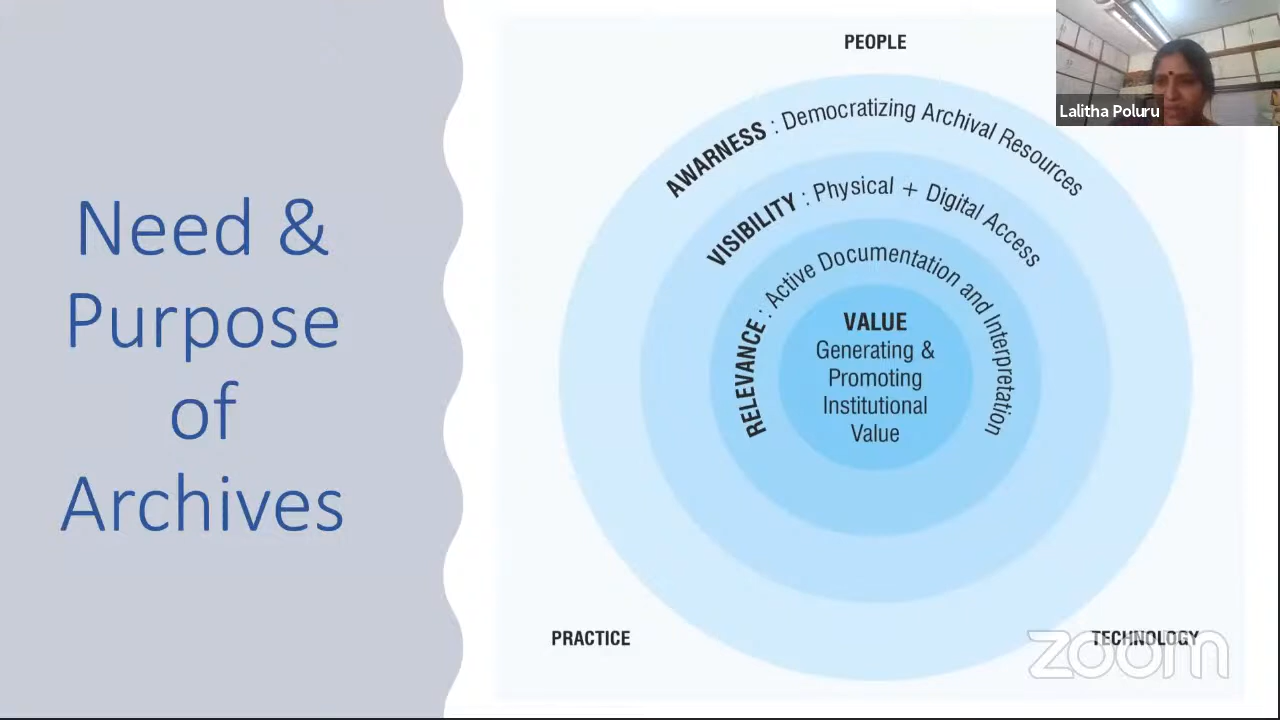 Need &
Purpose
of
Archives
PEOPLE
AWARNESS : Democratizing Archival Resources
VISIBILITY : Physical + Digital Access
RELEVANCE : Active Documentation and Interpretation
VALUE
Generating &
Promoting
Institutional
Value
PRACTICE
TECHNOLOGY
zoom
Lalitha Poluru